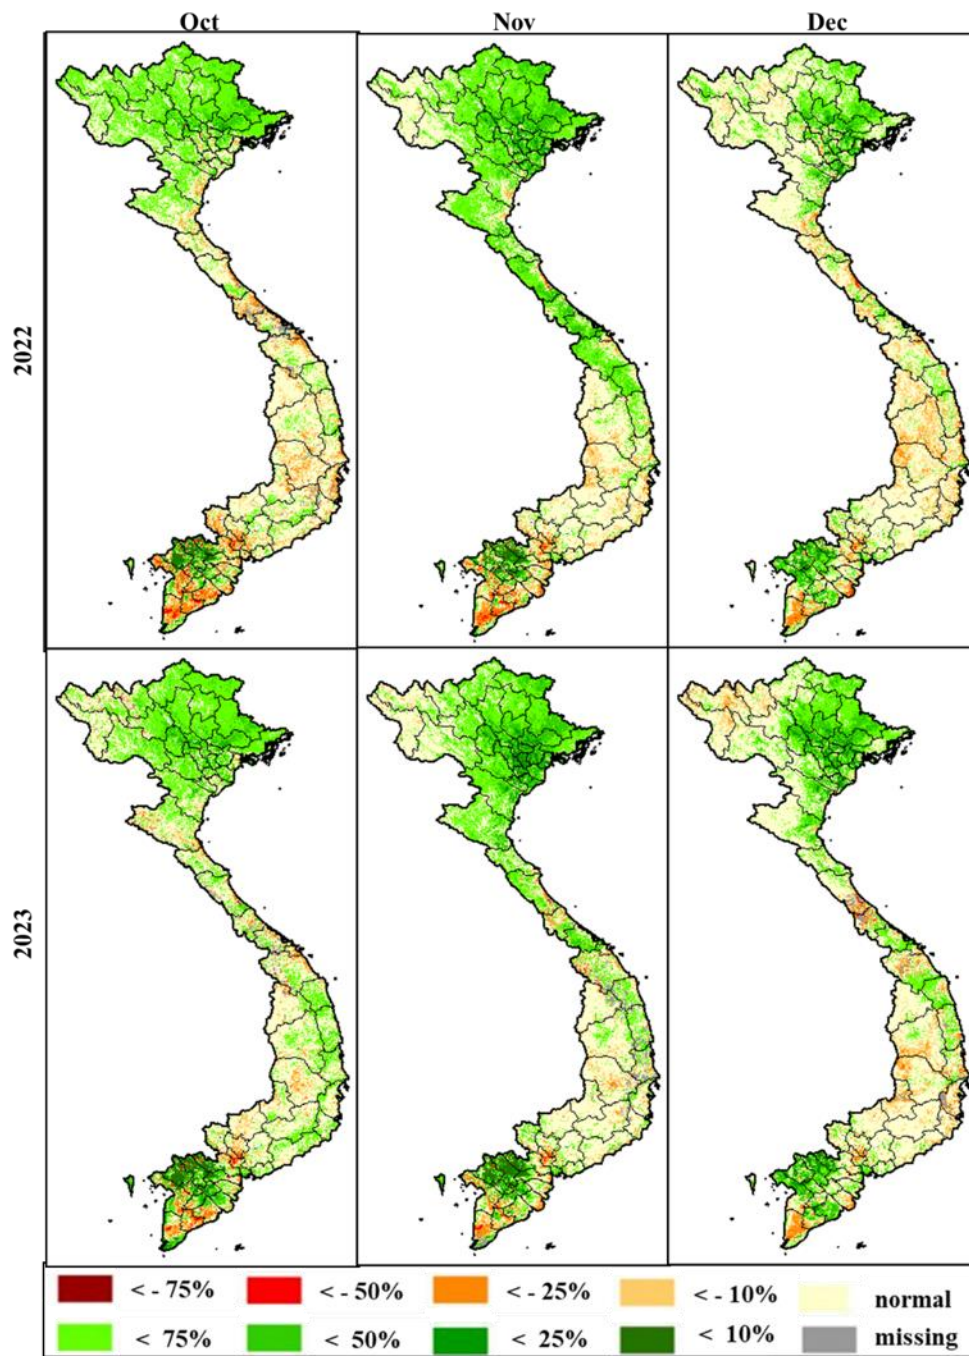 Oct Nov Dec
2022
2023
< - 75% < - 50% < - 25% < - 10% normal
< 75% < 50% < 25% < 10% missing